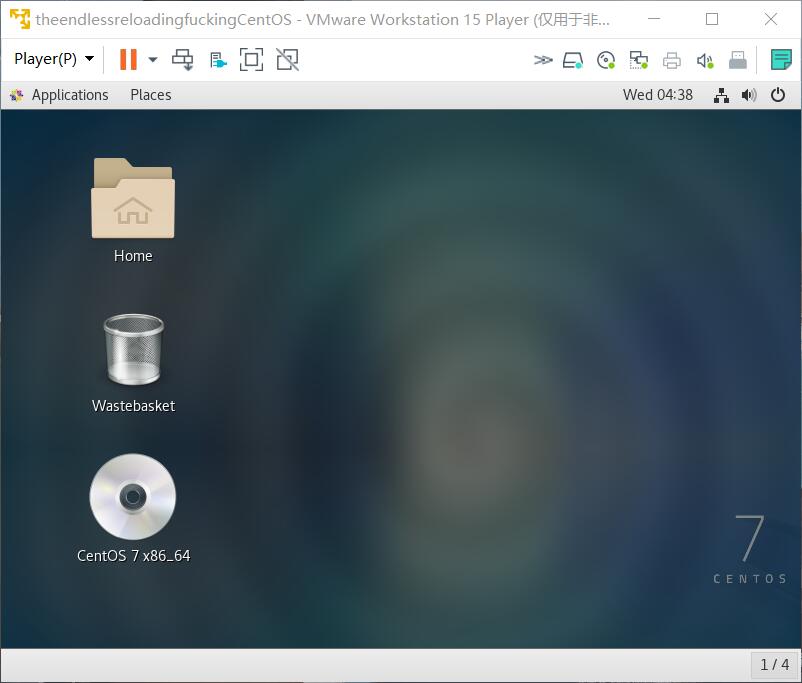 theendlessreloadingfuckingCentOS - VMware Workstation 15 Player (仅用于非...
Player(P)
Applications Places Wed 04:38
Home
Wastebasket
CentOS 7 x86_64
7
CENTOS
1 / 4